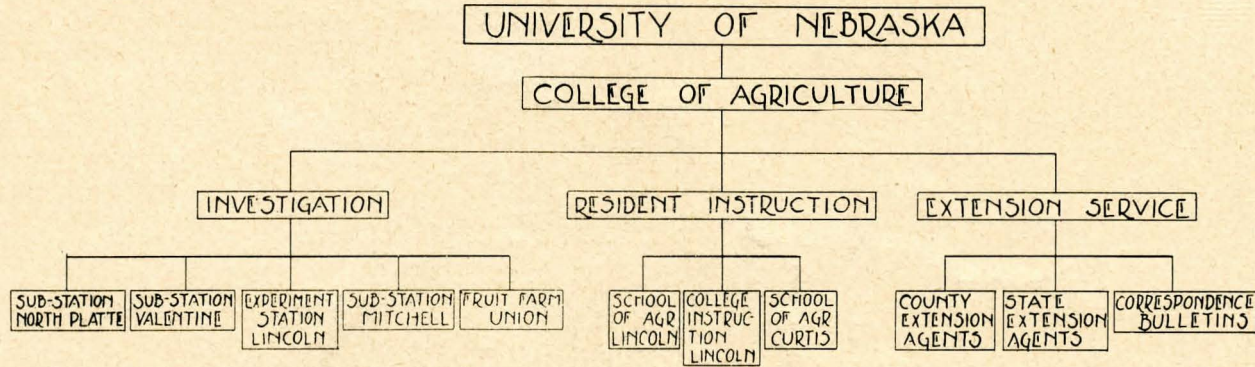 UNIVERSITY OF NEBRASKA
COLLEGE OF AGRICULTURE
INVESTIGATION
RESIDENT INSTRUCTION
EXTENSION SERVICE
SUB-STATION
NORTH PLATTE
SUB-STATION
VALENTINE
EXPERIMENT
STATION
LINCOLN
SUB-STATION
MITCHELL
FRUIT FARM
UNION
SCHOOL
OF AGR
LINCOLN
COLLEGE
INSTRUC-
TION
LINCOLN
SCHOOL
OF AGR
CURTIS
COUNTY
EXTENSION
AGENTS
STATE
EXTENSION
AGENTS
CORRESPONDENCE
BULLETINS